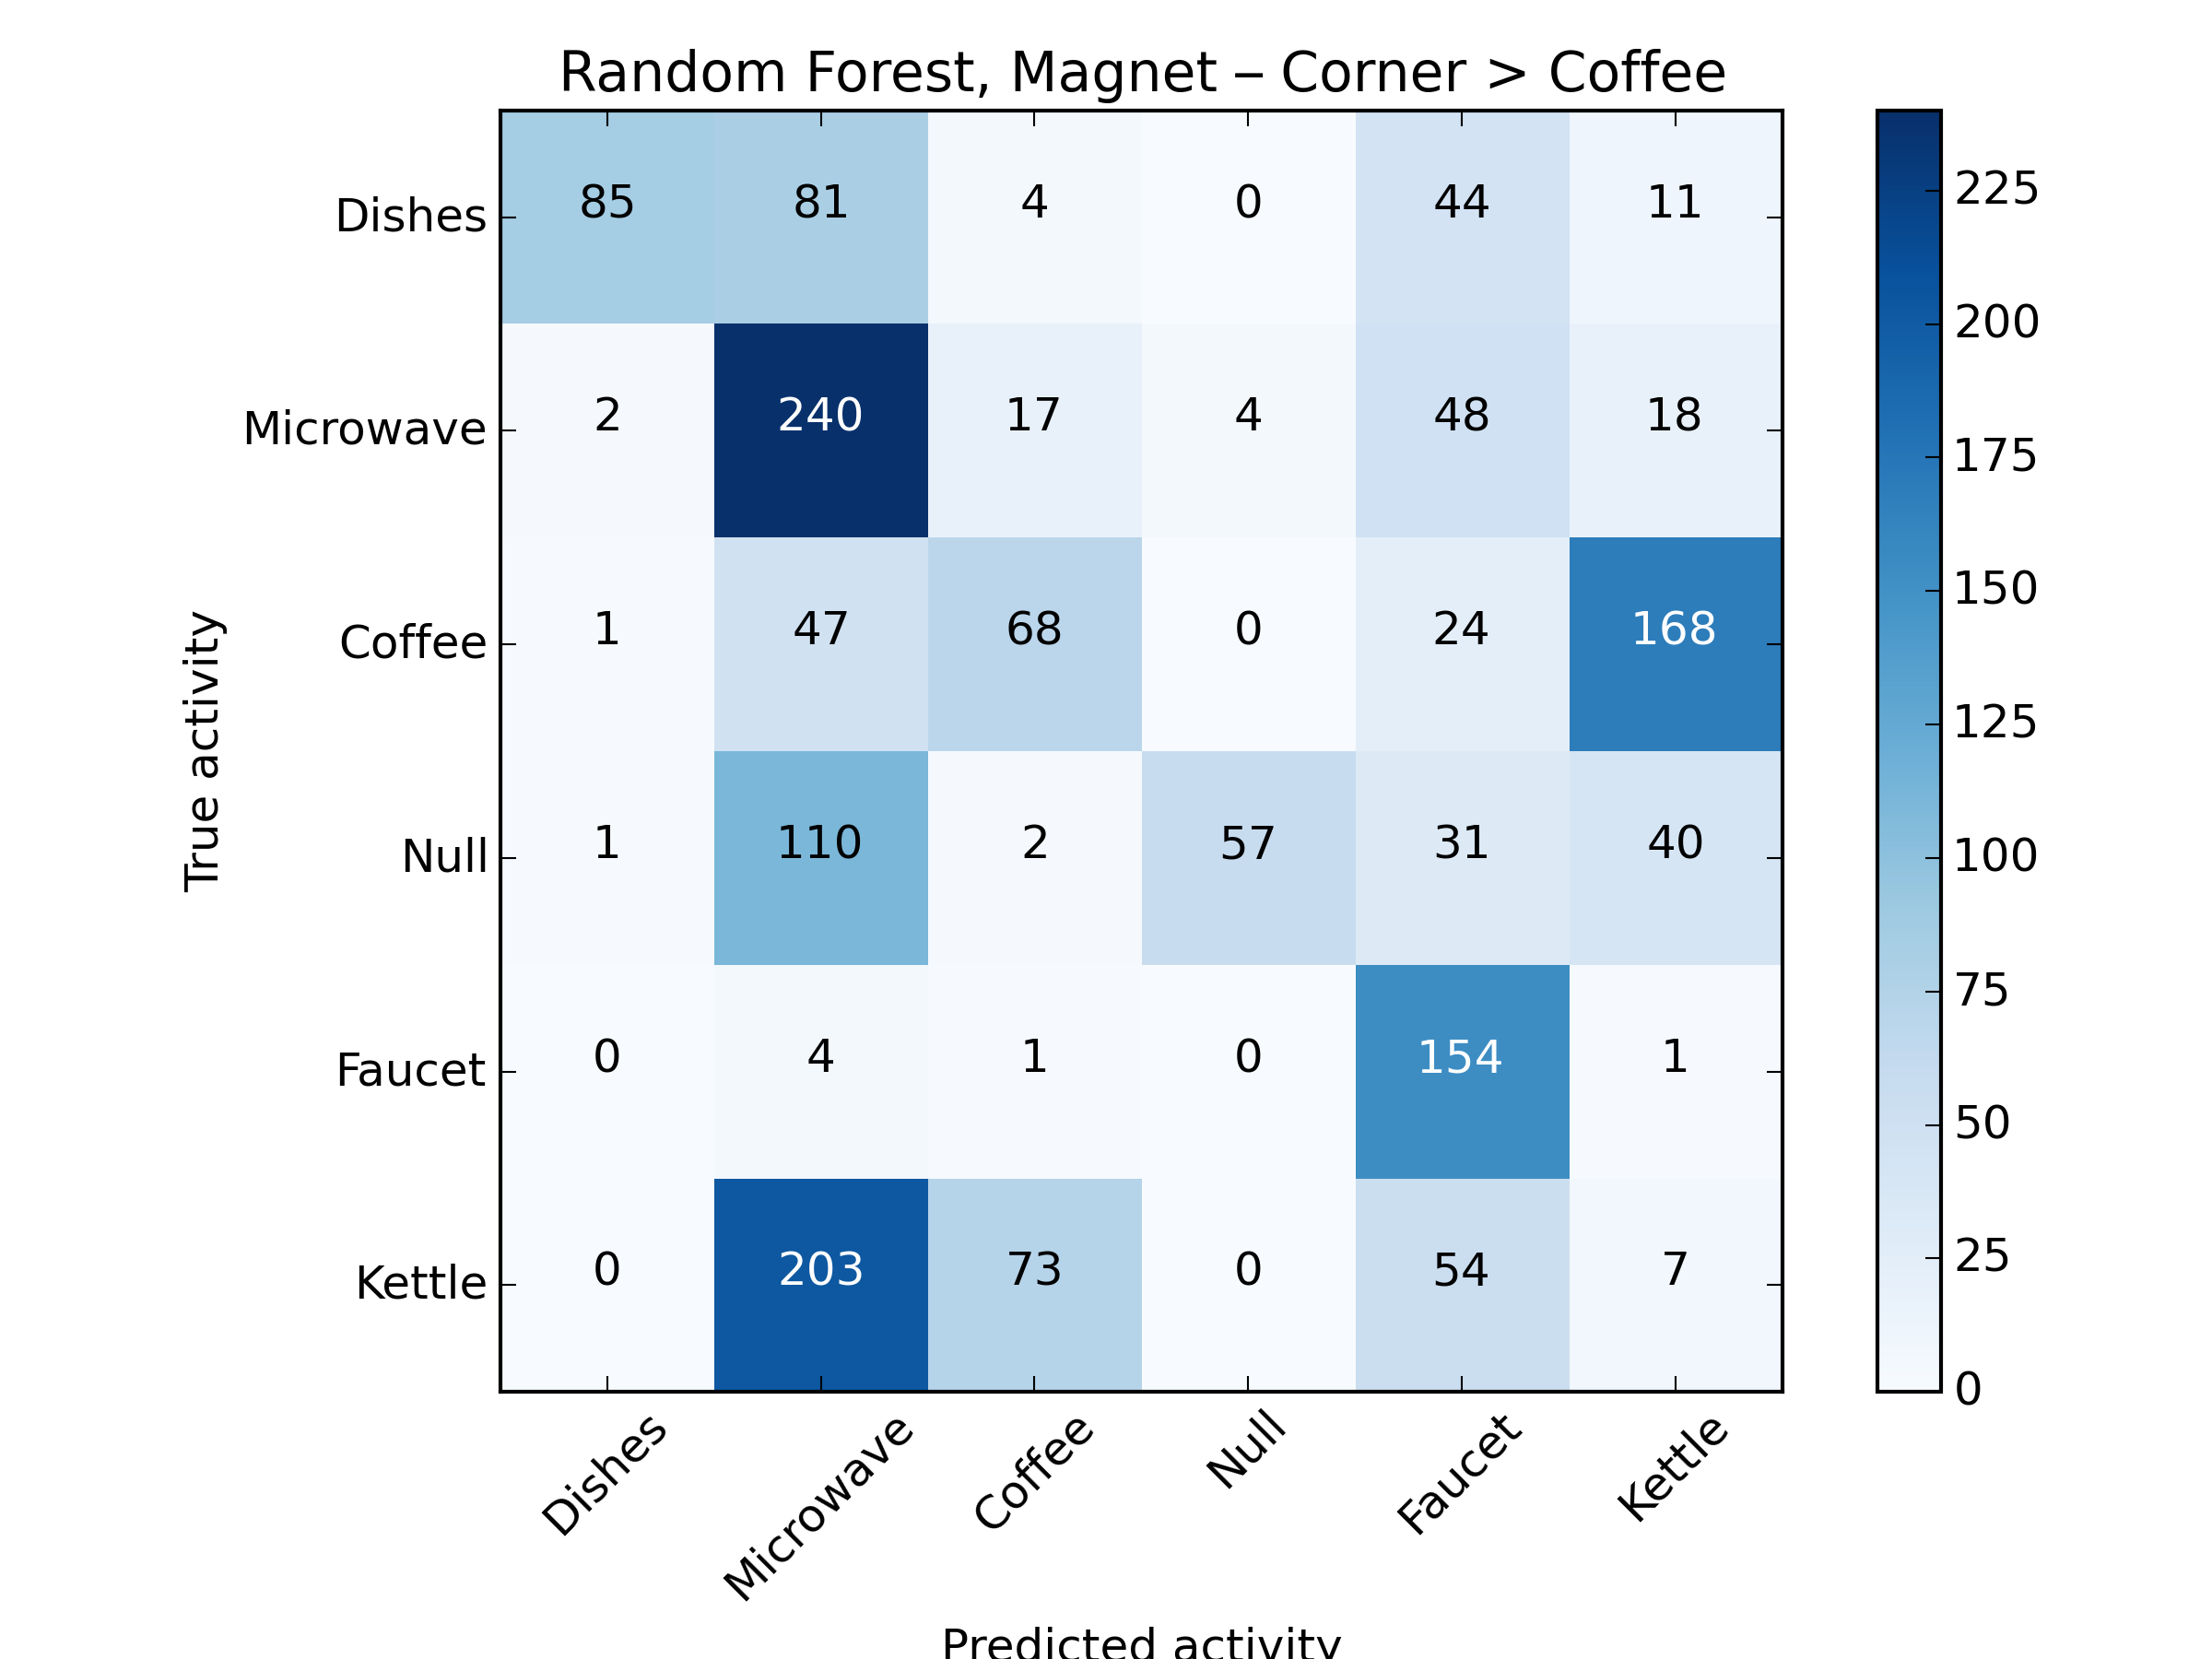 Random Forest, Magnet – Corner > Coffee
Dishes 85 81 4 0 44 11
Microwave 2 240 17 4 48 18
Coffee 1 47 68 0 24 168
Null 1 110 2 57 31 40
Faucet 0 4 1 0 154 1
Kettle 0 203 73 0 54 7
True activity
Dishes Microwave Coffee Null Faucet Kettle
Predicted activity
225
200
175
150
125
100
75
50
25
0